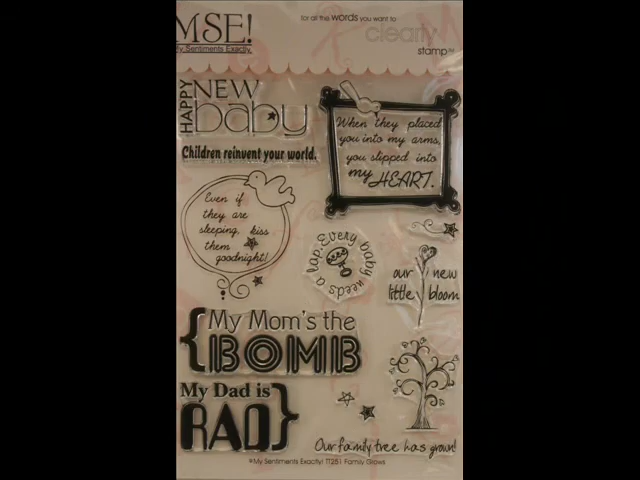 MSE!
for all the words you want to
My Sentiments Exactly.
clearly
stamp™
HAPPY
NEW
baby
Children reinvent your world.
When they placed
you into my arms,
you slipped into
my HEART.
Even if
they are
sleeping, kiss
them
goodnight!
Every baby needs a lap.
our new
little bloom
{My Mom's the
BOMB
My Dad is
RAD}
Our family tree has grown!
©My Sentiments Exactly! TT251 Family Grows